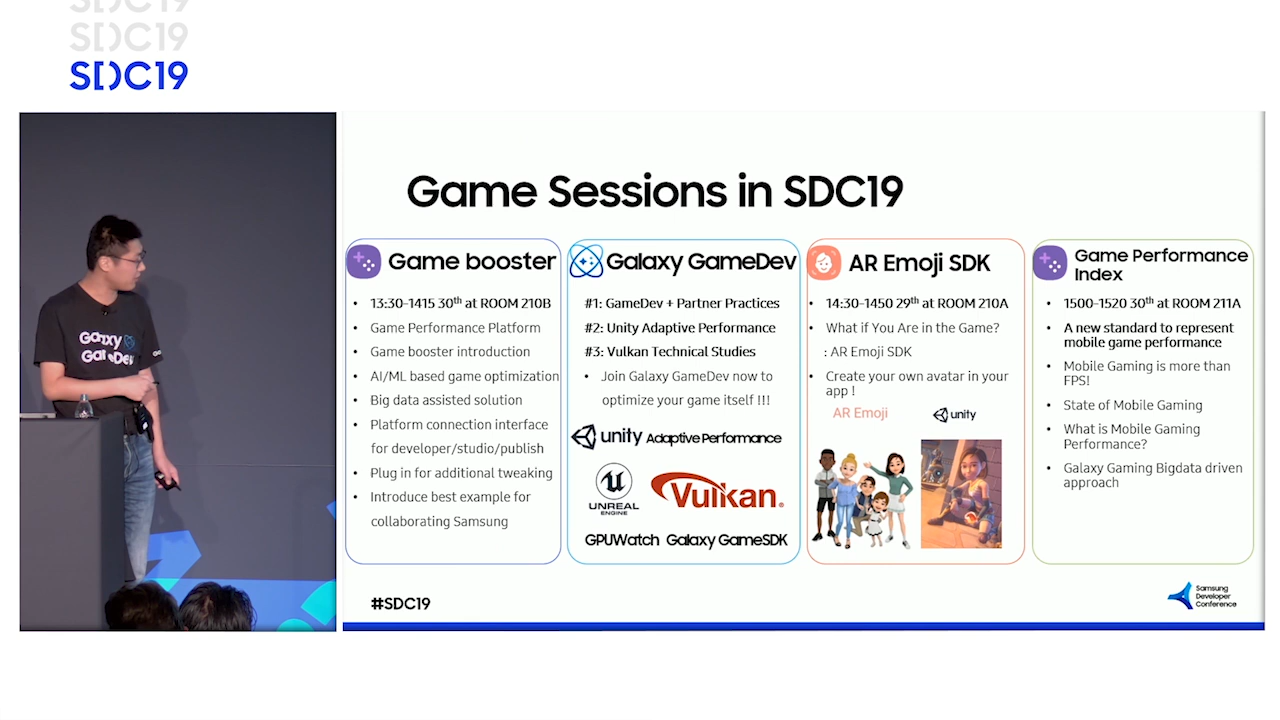 SDC19
SDC19
SDC19
Galaxy
GameDev
Game Sessions in SDC19
Game booster
• 13:30-1415 30th at ROOM 210B
• Game Performance Platform
• Game booster introduction
• AI/ML based game optimization
• Big data assisted solution
• Platform connection interface
for developer/studio/publish
• Plug in for additional tweaking
• Introduce best example for
collaborating Samsung
Galaxy GameDev
#1: GameDev + Partner Practices
#2: Unity Adaptive Performance
#3: Vulkan Technical Studies
• Join Galaxy GameDev now to
optimize your game itself !!!
unity Adaptive Performance
UNREAL
ENGINE
Vulkan®
GPUWatch Galaxy GameSDK
AR Emoji SDK
• 14:30-1450 29th at ROOM 210A
• What if You Are in the Game?
: AR Emoji SDK
• Create your own avatar in your
app !
AR Emoji
unity
Game Performance
Index
• 1500-1520 30th at ROOM 211A
• A new standard to represent
mobile game performance
• Mobile Gaming is more than
FPS!
• State of Mobile Gaming
• What is Mobile Gaming
Performance?
• Galaxy Gaming Bigdata driven
approach
#SDC19
Samsung
Developer
Conference